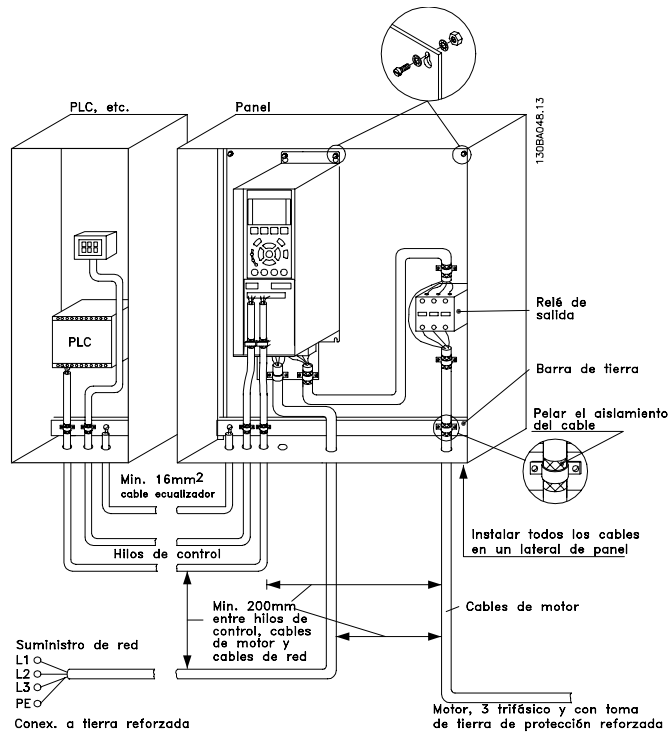 PLC, etc.
Panel
130BA048.13
PLC
Relé de
salida
Barra de tierra
Pelar el aislamiento
del cable
Min. 16mm2
cable ecualizador
Hilos de control
Instalar todos los cables
en un lateral de panel
Min. 200mm
entre hilos de
control, cables
de motor y
cables de red
Cables de motor
Suministro de red
L1
L2
L3
PE
Conex. a tierra reforzada
Motor, 3 trifásico y con toma
de tierra de protección reforzada